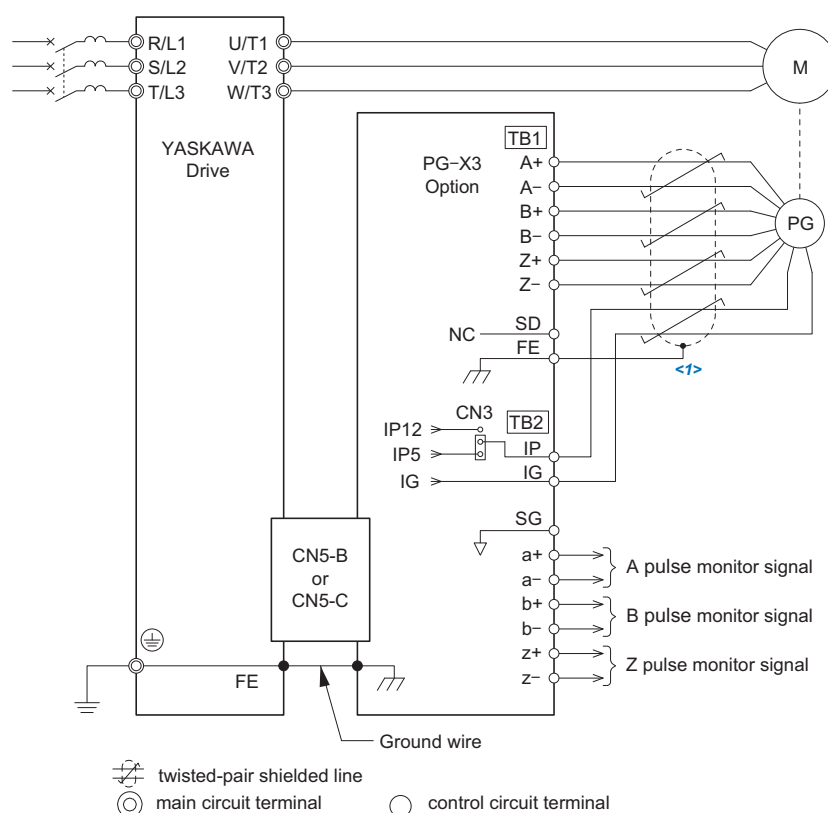 R/L1 U/T1
S/L2 V/T2
T/L3 W/T3
M
YASKAWA
Drive
PG-X3
Option
TB1
A+
A−
B+
B−
Z+
Z−
PG
NC SD
FE
<1>
CN3 TB2
IP12
IP5 IP
IG IG
SG
CN5-B
or
CN5-C
a+
a−
A pulse monitor signal
b+
b−
B pulse monitor signal
z+
z−
Z pulse monitor signal
FE
Ground wire
twisted-pair shielded line
main circuit terminal control circuit terminal